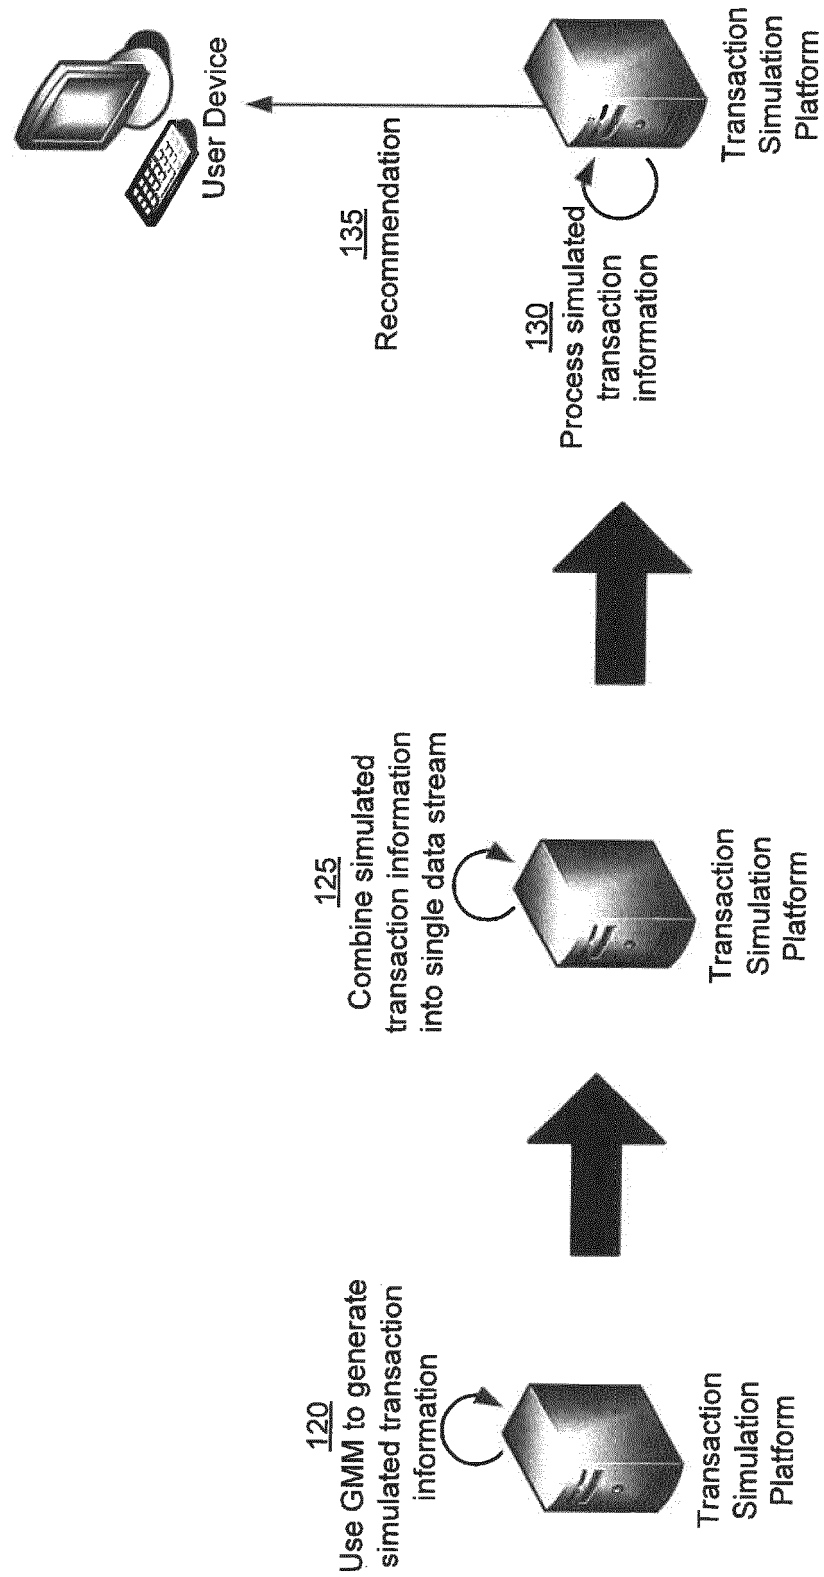 120
Use GMM to generate
simulated transaction
information
Transaction
Simulation
Platform
125
Combine simulated
transaction information
into single data stream
Transaction
Simulation
Platform
User Device
135
Recommendation
130
Process simulated
transaction
information
Transaction
Simulation
Platform